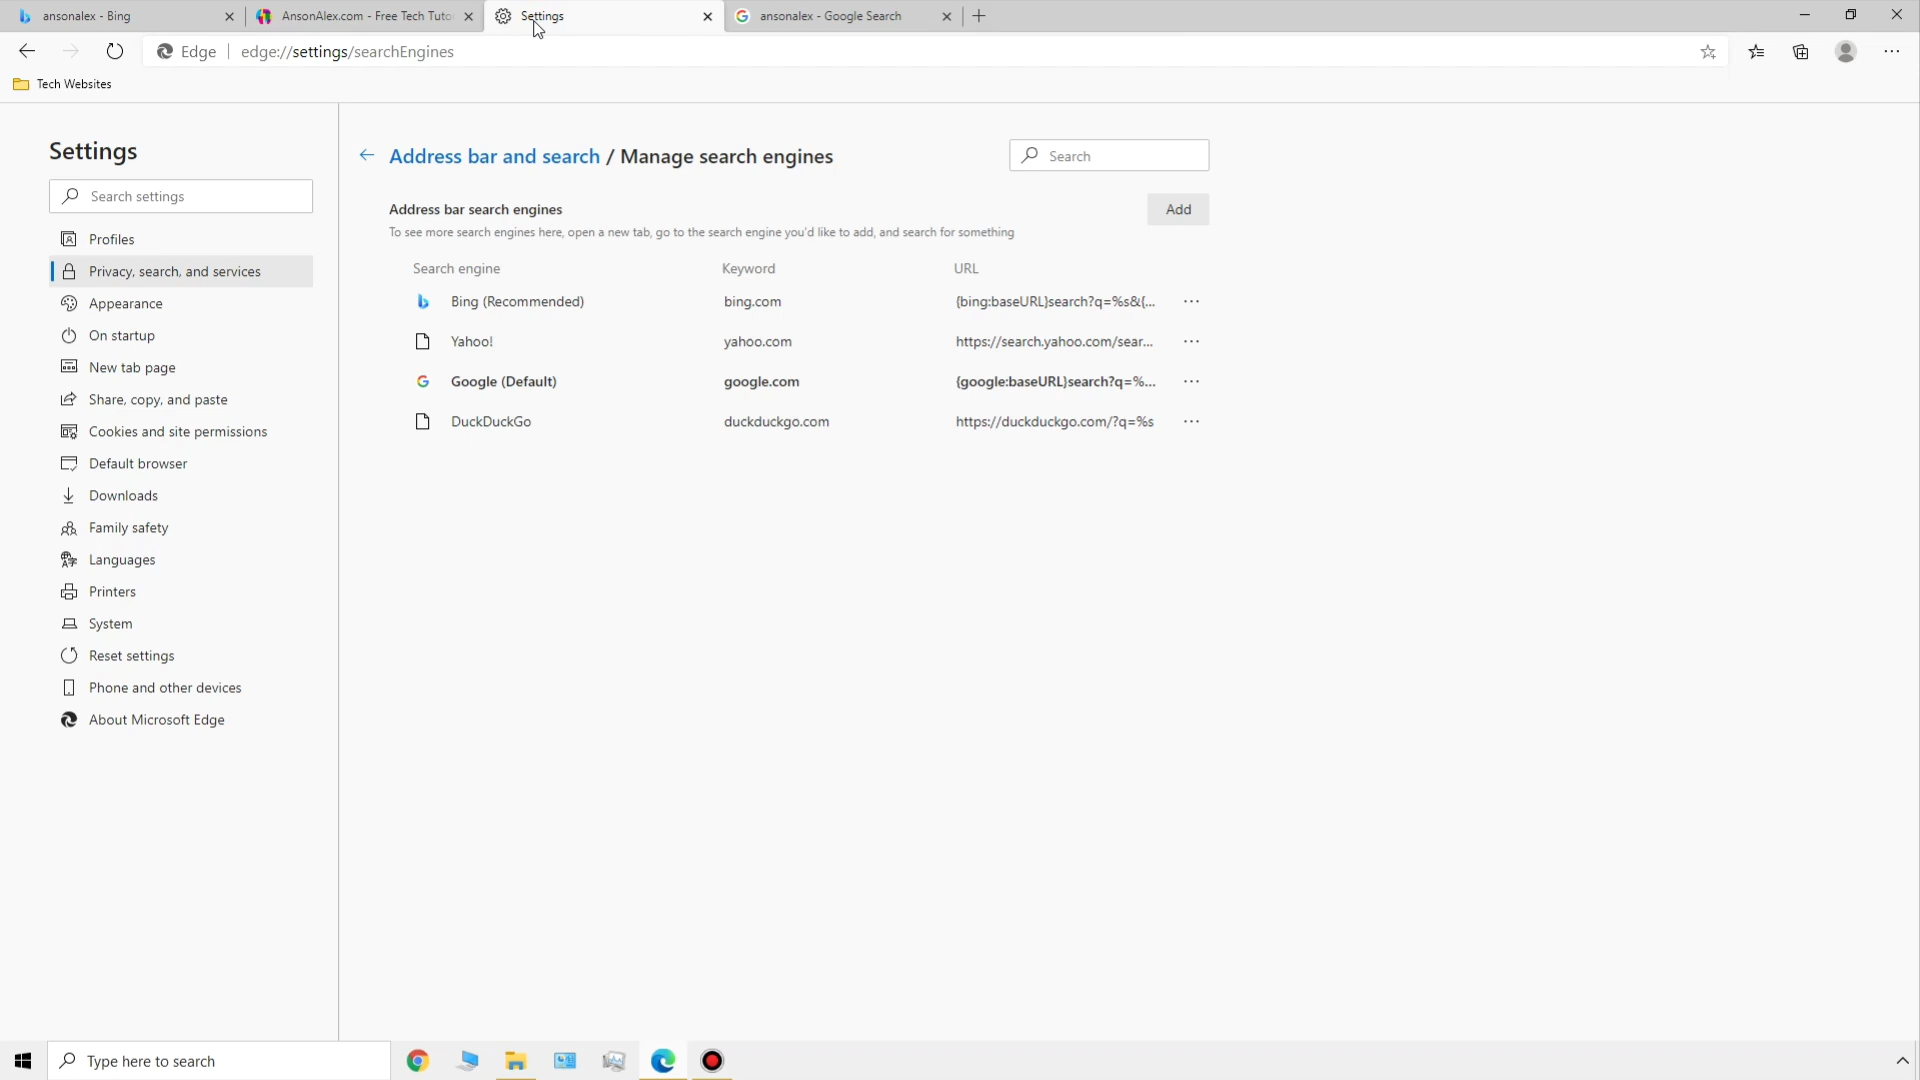 ansonalex - Bing
AnsonAlex.com - Free Tech Tuto
Settings
ansonalex - Google Search
Edge
edge://settings/searchEngines
Tech Websites
Settings
Search settings
Profiles
Privacy, search, and services
Appearance
On startup
New tab page
Share, copy, and paste
Cookies and site permissions
Default browser
Downloads
Family safety
Languages
Printers
System
Reset settings
Phone and other devices
About Microsoft Edge
Address bar and search / Manage search engines
Search
Address bar search engines
Add
To see more search engines here, open a new tab, go to the search engine you'd like to add, and search for something
Search engine Keyword URL
Bing (Recommended) bing.com {bing:baseURL}search?q=%s&{...
Yahoo! yahoo.com https://search.yahoo.com/sear...
Google (Default) google.com {google:baseURL}search?q=%...
DuckDuckGo duckduckgo.com https://duckduckgo.com/?q=%s
Type here to search